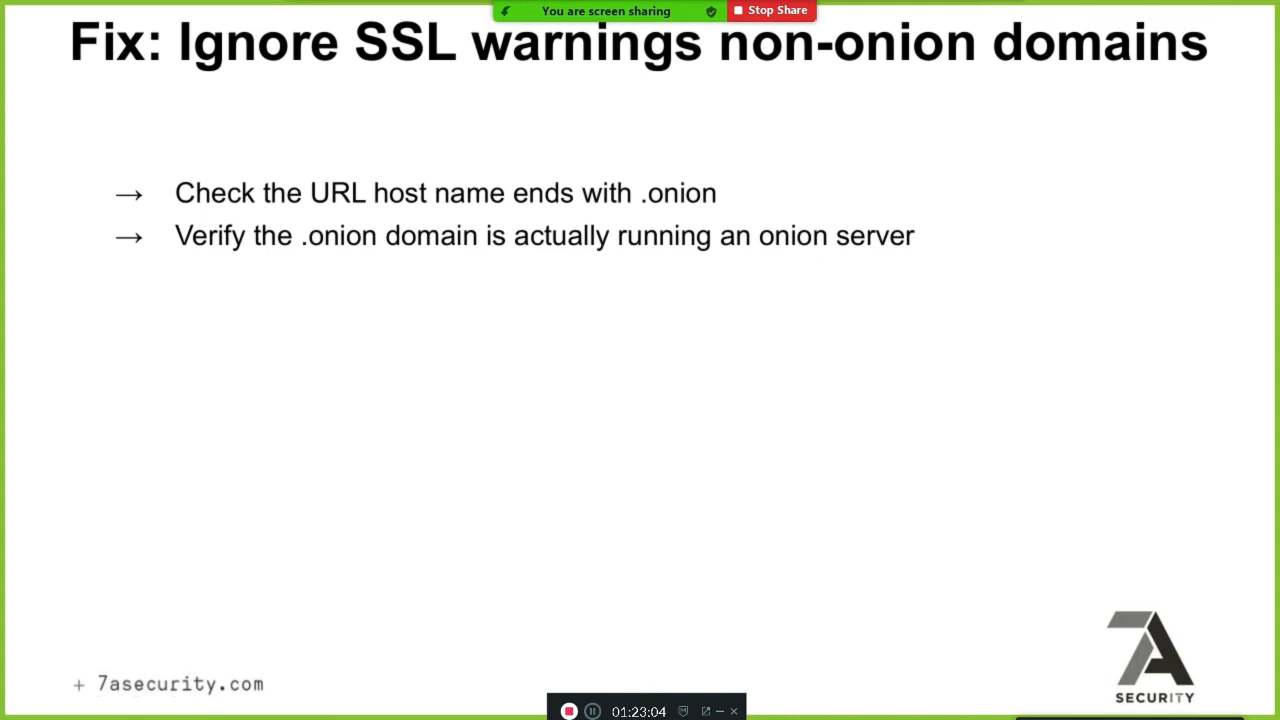 You are screen sharing
Stop Share
Fix: Ignore SSL warnings non-onion domains
→ Check the URL host name ends with .onion
→ Verify the .onion domain is actually running an onion server
+ 7asecurity.com
7A
SECURITY
01:23:04